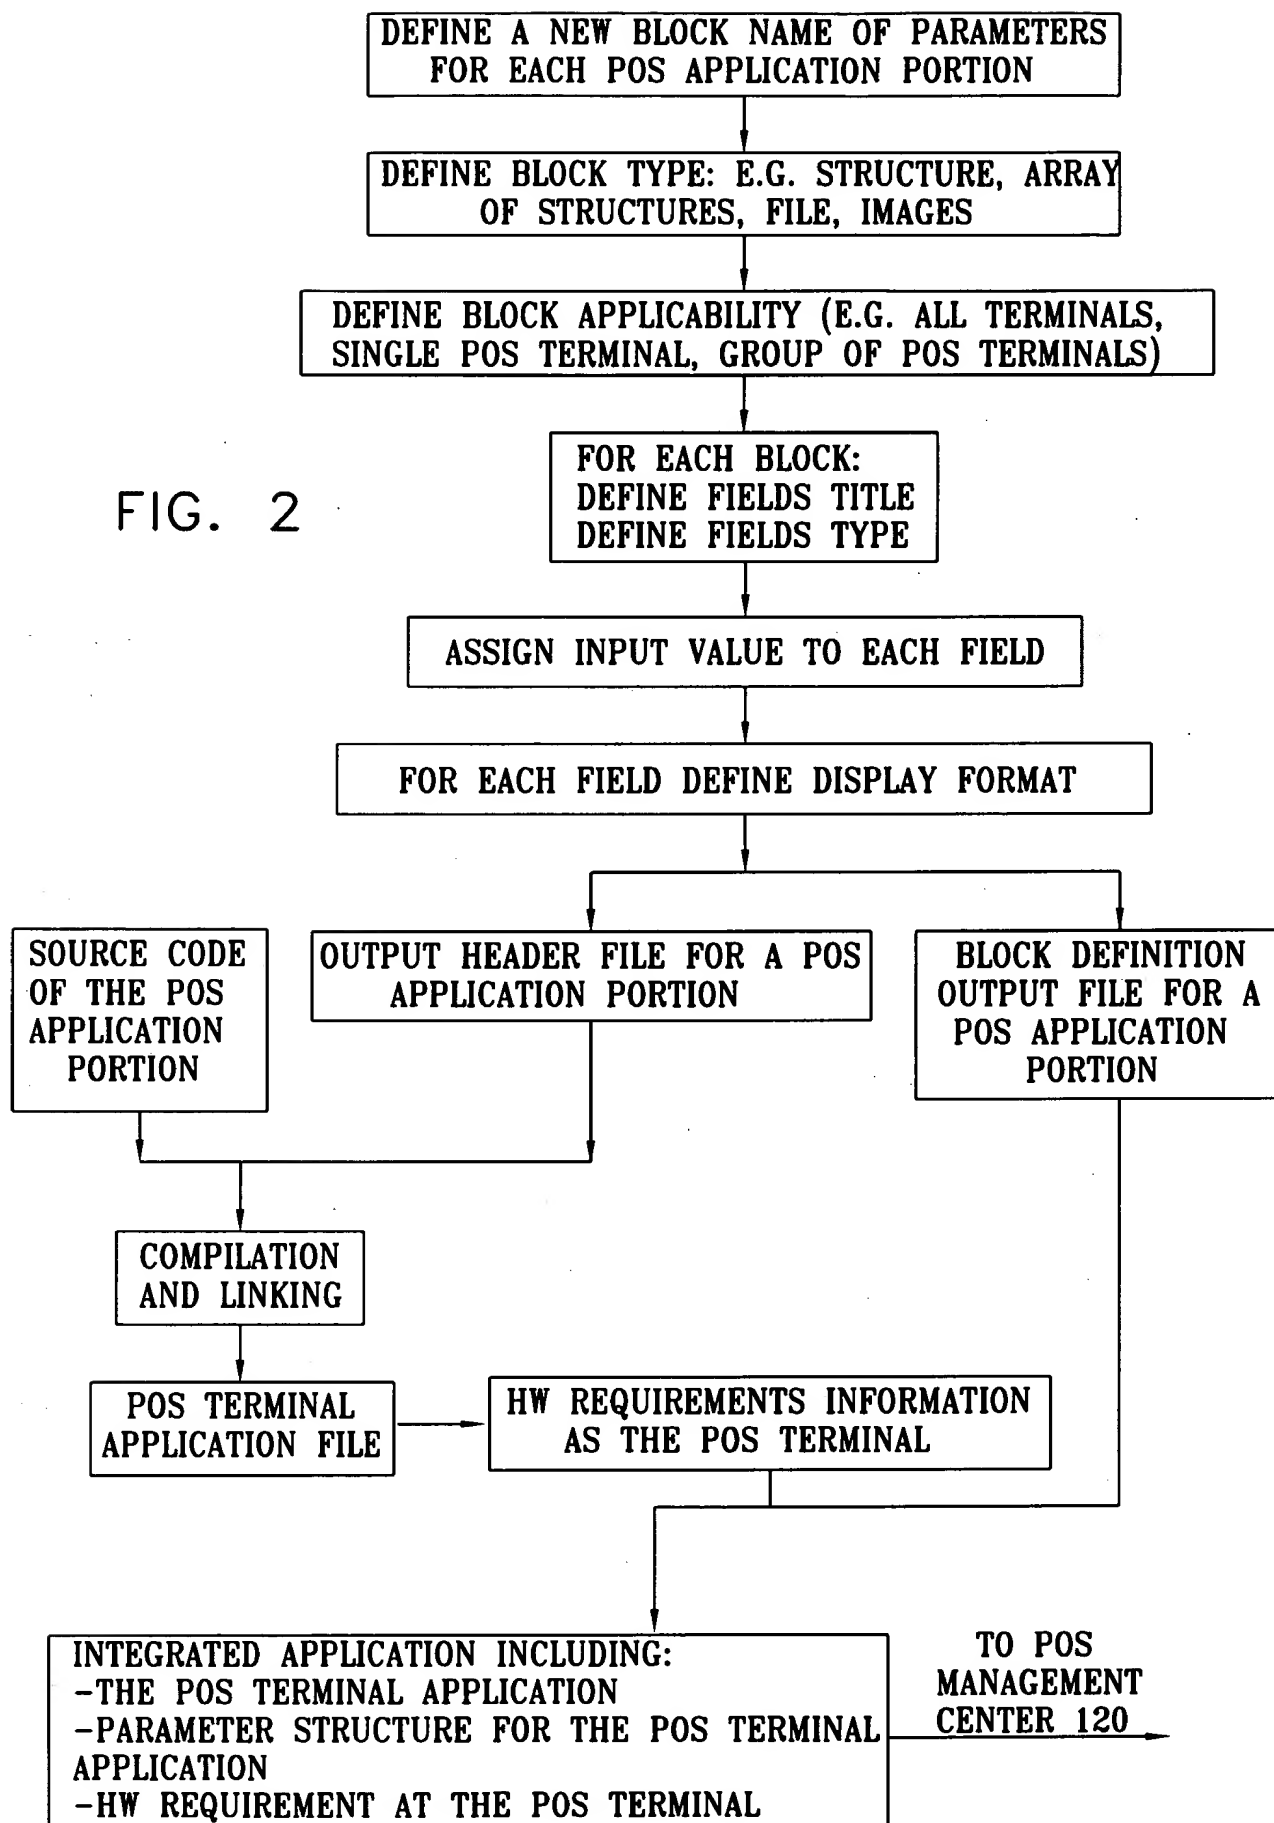 DEFINE A NEW BLOCK NAME OF PARAMETERS
FOR EACH POS APPLICATION PORTION
DEFINE BLOCK TYPE: E.G. STRUCTURE, ARRAY
OF STRUCTURES, FILE, IMAGES
DEFINE BLOCK APPLICABILITY (E.G. ALL TERMINALS,
SINGLE POS TERMINAL, GROUP OF POS TERMINALS)
FOR EACH BLOCK:
DEFINE FIELDS TITLE
DEFINE FIELDS TYPE
FIG. 2
ASSIGN INPUT VALUE TO EACH FIELD
FOR EACH FIELD DEFINE DISPLAY FORMAT
SOURCE CODE
OF THE POS
APPLICATION
PORTION
OUTPUT HEADER FILE FOR A POS
APPLICATION PORTION
BLOCK DEFINITION
OUTPUT FILE FOR A
POS APPLICATION
PORTION
COMPILATION
AND LINKING
POS TERMINAL
APPLICATION FILE
HW REQUIREMENTS INFORMATION
AS THE POS TERMINAL
INTEGRATED APPLICATION INCLUDING:
-THE POS TERMINAL APPLICATION
-PARAMETER STRUCTURE FOR THE POS TERMINAL
APPLICATION
-HW REQUIREMENT AT THE POS TERMINAL
TO POS
MANAGEMENT
CENTER 120